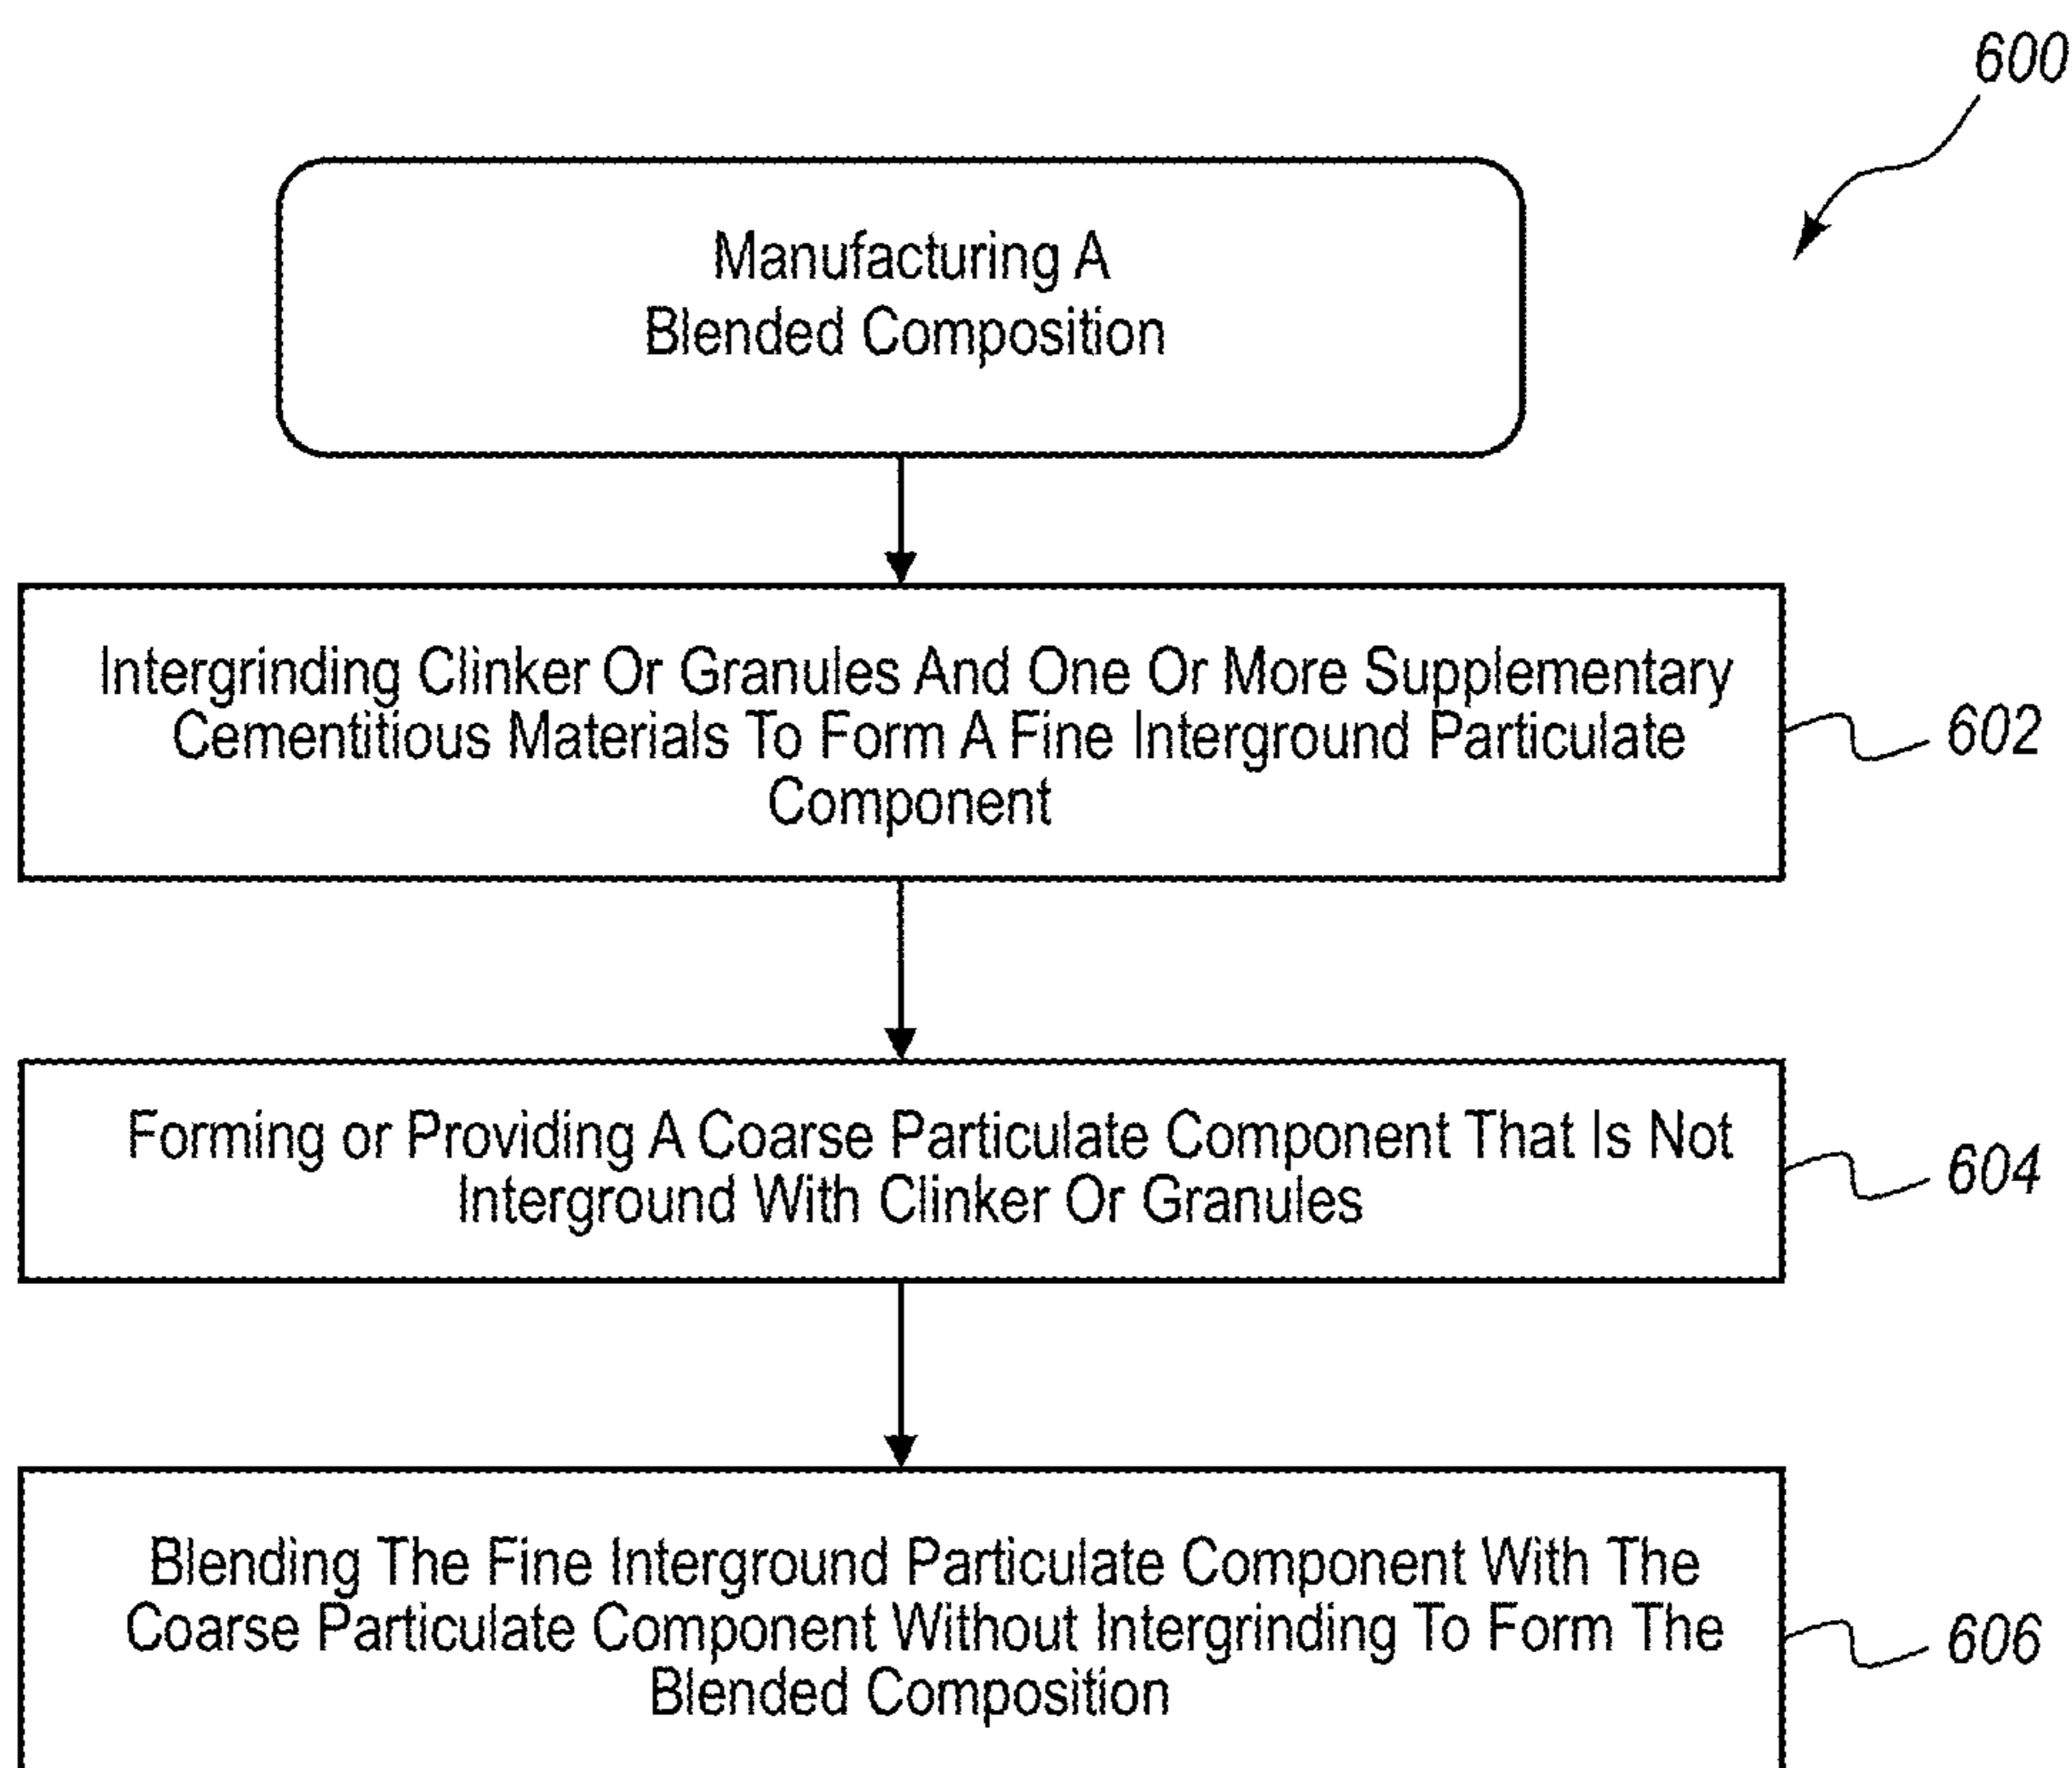 600
Manufacturing A
Blended Composition
Intergrinding Clinker Or Granules And One Or More Supplementary
Cementitious Materials To Form A Fine Interground Particulate
Component
602
Forming or Providing A Coarse Particulate Component That Is Not
Interground With Clinker Or Granules
604
Blending The Fine Interground Particulate Component With The
Coarse Particulate Component Without Intergrinding To Form The
Blended Composition
606